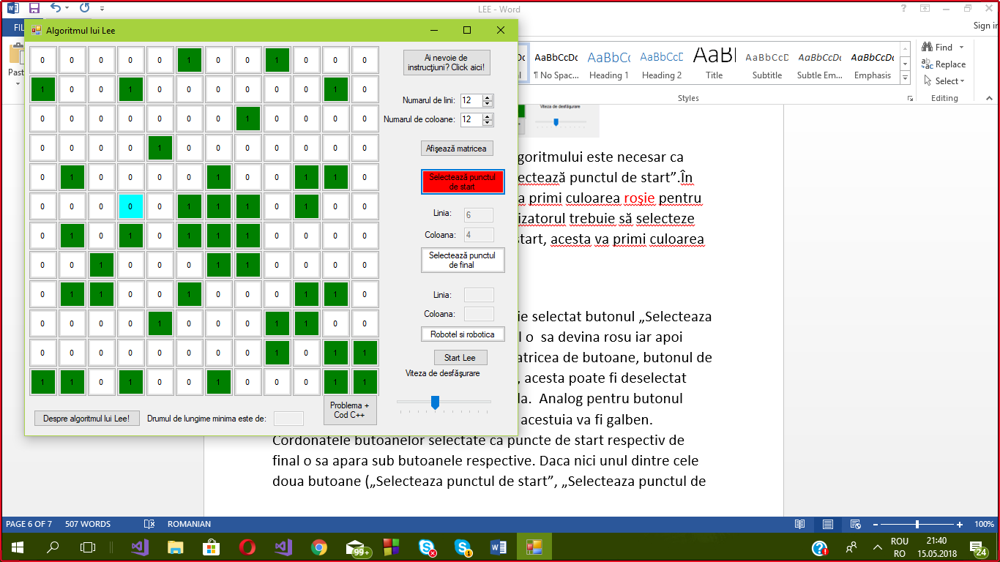 LEE - Word
FIL
Sign in
Past
AaBbCcDc
AaBbCc
AaBbCcD
AaBl
AaBbCcD
AaBbCcDc
AaBbCcDc
¶ No Spac...
Heading 1
Heading 2
Title
Subtitle
Subtle Em...
Emphasis
Styles
Find
Replace
Select
Editing
Algoritmul lui Lee
0 0 0 0 0 1 0 0 1 0 0 0
1 0 0 1 0 0 0 0 0 0 1 0
0 0 0 0 0 0 0 1 0 0 0 0
0 0 0 0 1 0 0 0 0 0 0 0
0 1 0 0 0 0 1 0 0 1 1 0
0 0 0 0 0 1 1 1 0 1 0 0
0 1 0 1 0 1 1 1 0 0 0 0
0 0 1 0 0 0 1 1 0 0 0 0
0 1 1 0 0 1 0 0 0 1 1 0
0 0 0 0 1 0 0 0 1 1 0 0
0 0 0 0 0 0 0 0 1 0 1 1
1 1 0 1 0 0 1 0 0 0 1 1
Ai nevoie de
instrucţiuni? Click aici!
Numarul de lini: 12
Numarul de coloane: 12
Afişează matricea
Selectează punctul
de start
Linia: 6
Coloana: 4
Selectează punctul
de final
Linia:
Coloana:
Robotel si robotica
Start Lee
Viteza de desfăşurare
Problema +
Cod C++
Despre algoritmul lui Lee!
Drumul de lungime minima este de:
Viteza de desfăşurare
goritmului este necesar ca
ectează punctul de start”.În
a primi culoarea roşie pentru
izatorul trebuie să selecteze
start, acesta va primi culoarea
ie selectat butonul „Selecteaza
l o sa devina rosu iar apoi
atricea de butoane, butonul de
, acesta poate fi deselectat
la. Analog pentru butonul
acestuia va fi galben.
Cordonatele butoanelor selectate ca puncte de start respectiv de
final o sa apara sub butoanele respective. Daca nici unul dintre cele
doua butoane („Selecteaza punctul de start”, „Selecteaza punctul de
PAGE 6 OF 7
507 WORDS
ROMANIAN
100%
99+
1
ROU
RO
21:40
15.05.2018
24